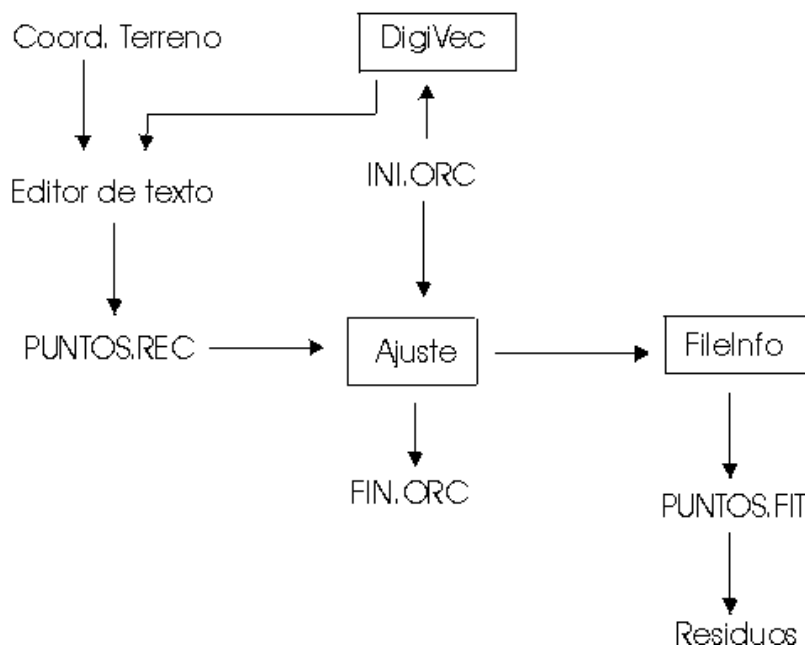 Coord. Terreno
DigiVec
Editor de texto
INI.ORC
PUNTOS.REC
Ajuste
FileInfo
FIN.ORC
PUNTOS.FIT
Residuos